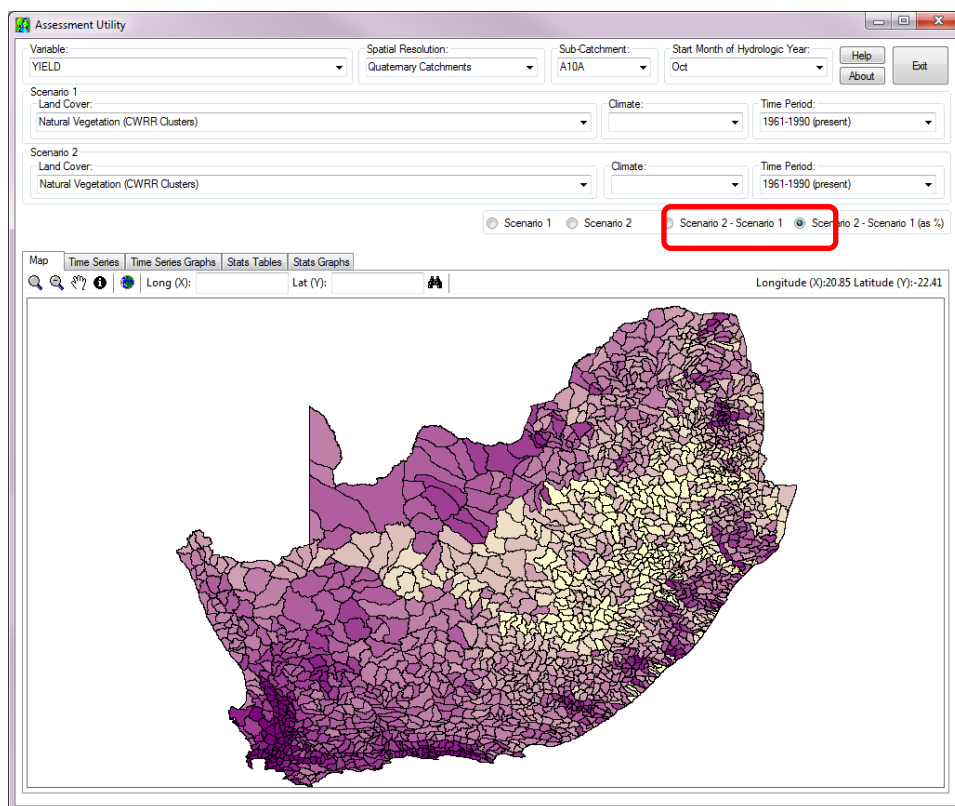 Assessment Utility
Variable: Spatial Resolution: Sub-Catchment: Start Month of Hydrologic Year: Help
YIELD Quaternary Catchments A10A Oct Exit
About
Scenario 1
Land Cover: Climate: Time Period:
Natural Vegetation (CWRR Clusters) 1961-1990 (present)
Scenario 2
Land Cover: Climate: Time Period:
Natural Vegetation (CWRR Clusters) 1961-1990 (present)
Scenario 1 Scenario 2 Scenario 2 - Scenario 1 Scenario 2 - Scenario 1 (as %)
Map Time Series Time Series Graphs Stats Tables Stats Graphs
Long (X): Lat (Y): Longitude (X):20.85 Latitude (Y):-22.41